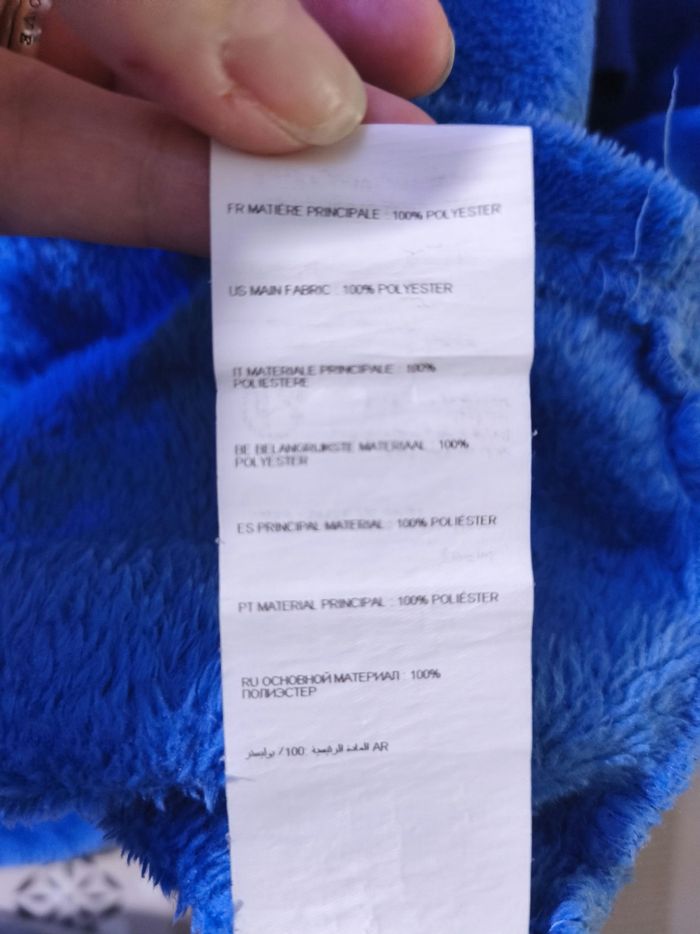 FR MATIÈRE PRINCIPALE : 100% POLYESTER
US MAIN FABRIC : 100% POLYESTER
IT MATERIALE PRINCIPALE : 100%
POLIESTERE
BE BELANGRIJKSTE MATERIAAL : 100%
POLYESTER
ES PRINCIPAL MATERIAL : 100% POLIÉSTER
PT MATERIAL PRINCIPAL : 100% POLIÉSTER
RU ОСНОВНОЙ МАТЕРИАЛ : 100%
ПОЛИЭСТЕР
AR المادة الرئيسية :100٪ بوليستر